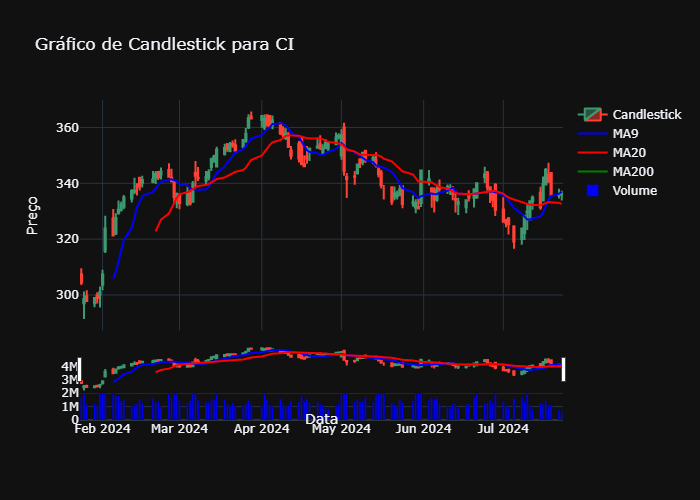 Gráfico de Candlestick para CI
Candlestick
MA9
MA20
MA200
Volume
Preço
360
340
320
300
4M
3M
2M
1M
0
Feb 2024
Mar 2024
Apr 2024
May 2024
Jun 2024
Jul 2024
Data